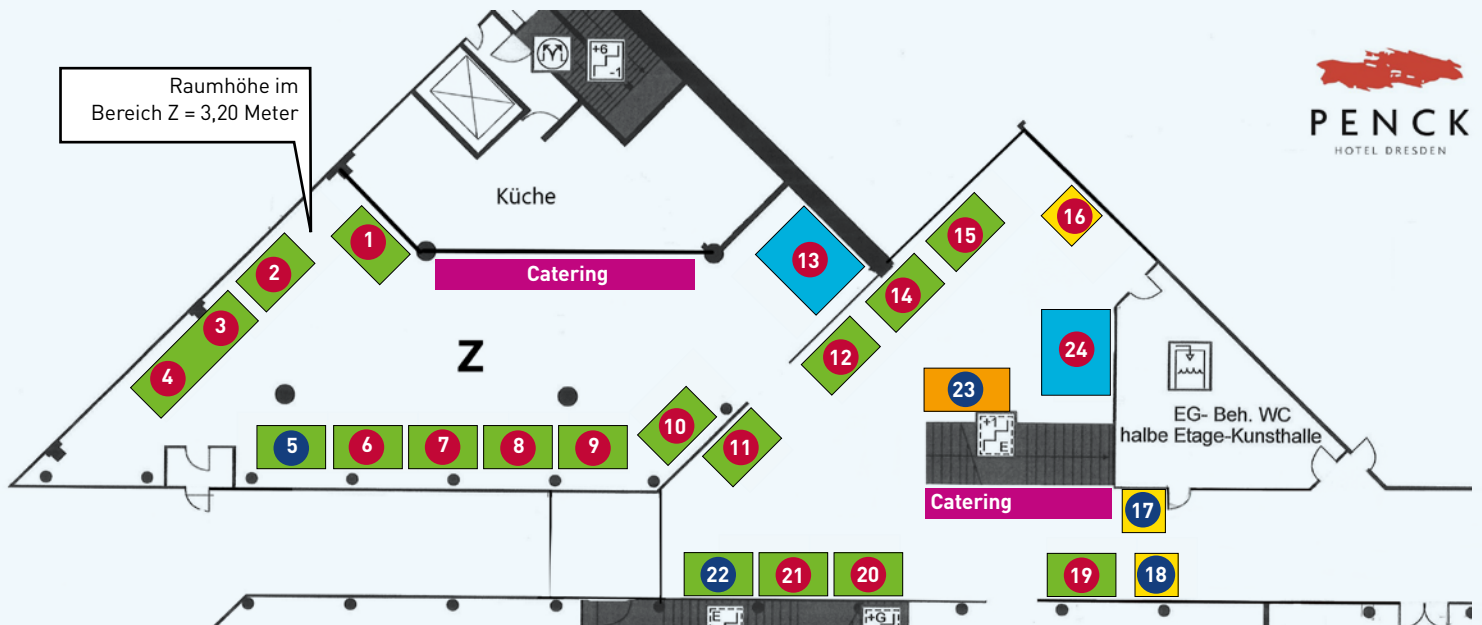 Raumhöhe im
Bereich Z = 3,20 Meter
+6
-1
PENCK
HOTEL DRESDEN
Küche
1
2
3
4
Catering
13
15
16
14
12
Z
24
23
+1
E
EG- Beh. WC
halbe Etage-Kunsthalle
5
6
7
8
9
10
11
Catering
17
22
21
20
19
18
E
+G